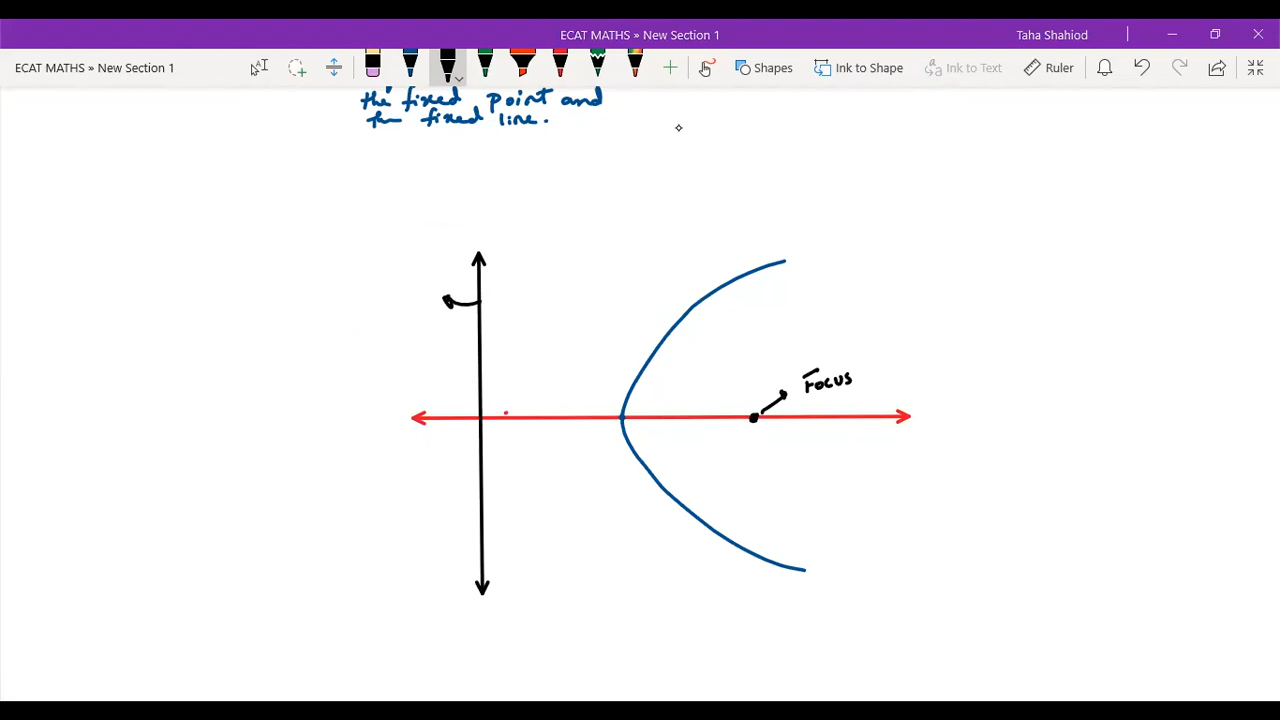 ECAT MATHS » New Section 1
Taha Shahiod
ECAT MATHS » New Section 1
Shapes
Ink to Shape
Ink to Text
Ruler
the fixed point and
the fixed line.
Focus